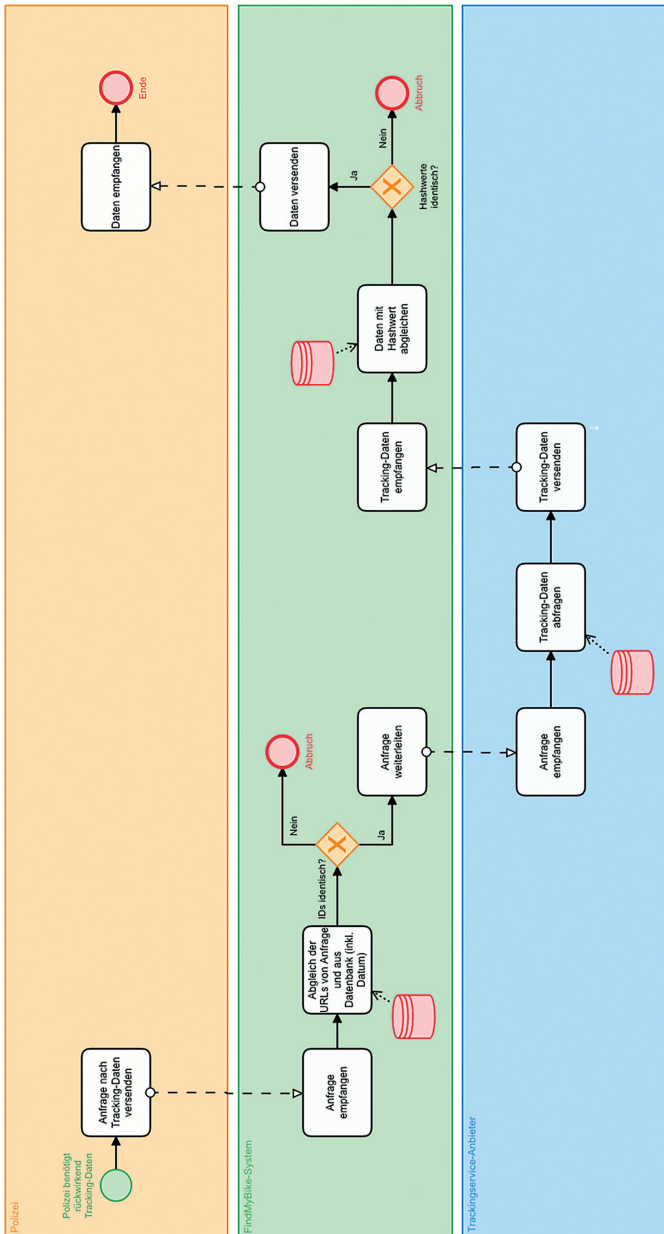 Polizei
Polizei benötigt
rückwirkend
Tracking-Daten
Anfrage nach
Tracking-Daten
versenden
Daten empfangen
Ende
FindMyBike-System
Anfrage
empfangen
Abgleich der
URLs von Anfrage
und aus
Datenbank (inkl.
Datum)
IDs identisch?
Nein
Abbruch
Ja
Anfrage
weiterleiten
Tracking-Daten
empfangen
Daten mit
Hashwert
abgleichen
Hashwerte
identisch?
Ja
Daten versenden
Nein
Abbruch
Trackingservice-Anbieter
Anfrage
empfangen
Tracking-Daten
abfragen
Tracking-Daten
versenden